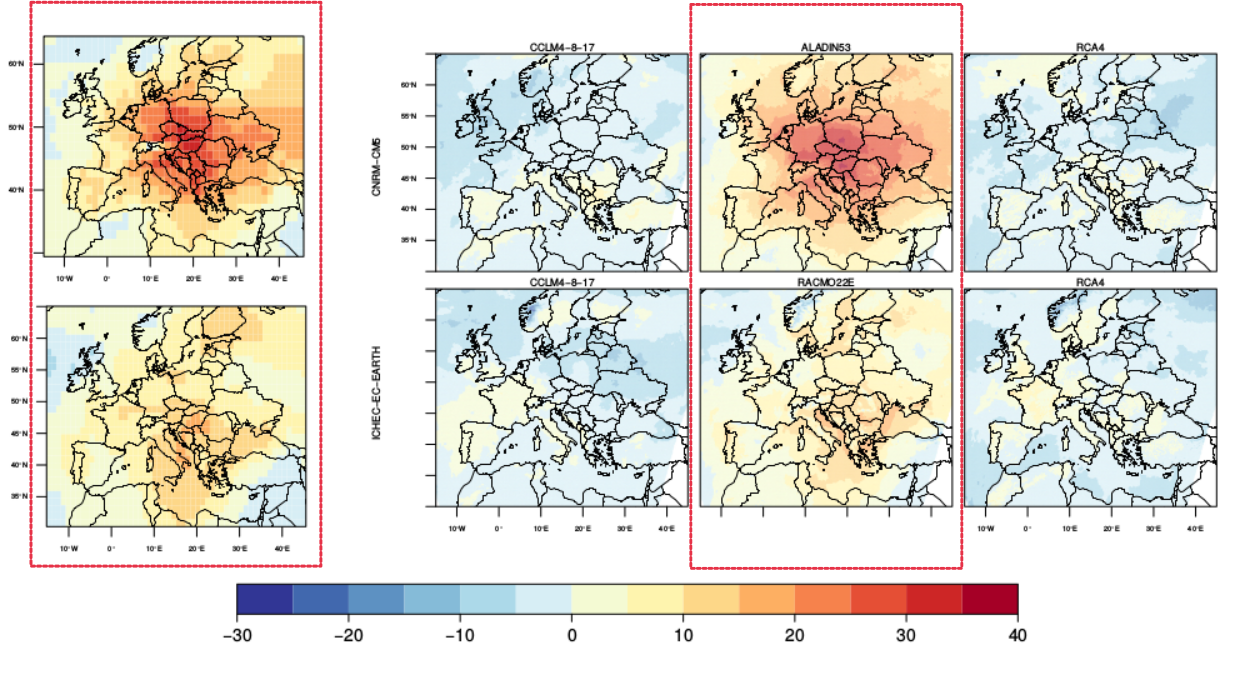 CCLM4-8-17 ALADIN53 RCA4
60°N
50°N
40°N
10°W 0° 10°E 20°E 30°E 40°E
CNRM-CM5
60°N
55°N
50°N
45°N
40°N
35°N
CCLM4-8-17 RACMO22E RCA4
60°N
55°N
50°N
45°N
40°N
35°N
10°W 0° 10°E 20°E 30°E 40°E
ICHEC-EC-EARTH
10°W 0° 10°E 20°E 30°E 40°E
10°W 0° 10°E 20°E 30°E 40°E
-30 -20 -10 0 10 20 30 40